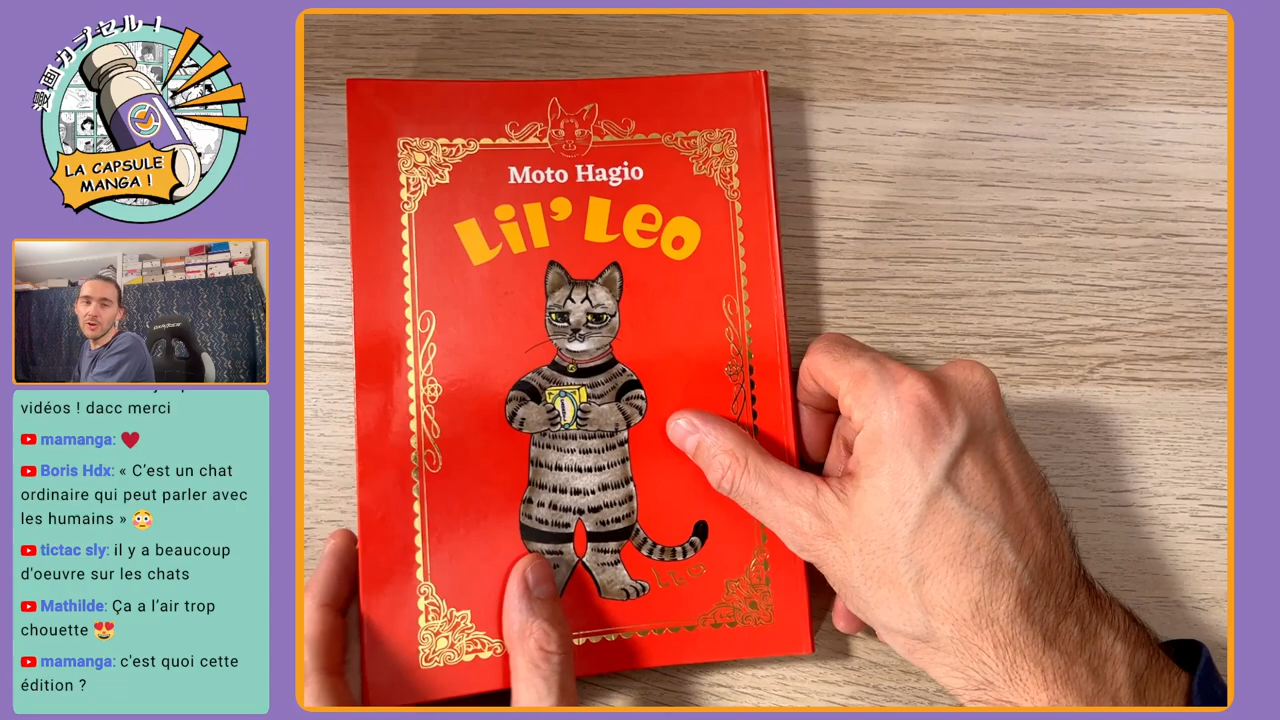 漫画カプセル！
LA CAPSULE
MANGA !
vidéos ! dacc merci
mamanga: ❤
Boris Hdx: « C'est un chat
ordinaire qui peut parler avec
les humains » 😳
tictac sly: il y a beaucoup
d'oeuvre sur les chats
Mathilde: Ça a l'air trop
chouette 😍
mamanga: c'est quoi cette
édition ?
Moto Hagio
Lil' Leo
LEO